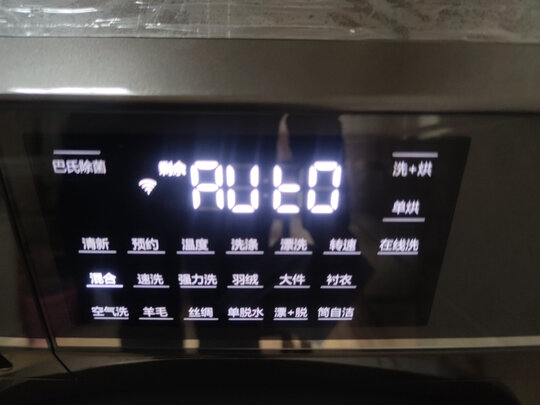 巴氏除菌 剩余 AUtO 洗+烘
单烘
清新 预约 温度 洗涤 漂洗 转速 在线洗
混合 速洗 强力洗 羽绒 大件 衬衣
空气洗 羊毛 丝绸 单脱水 漂+脱 筒自洁